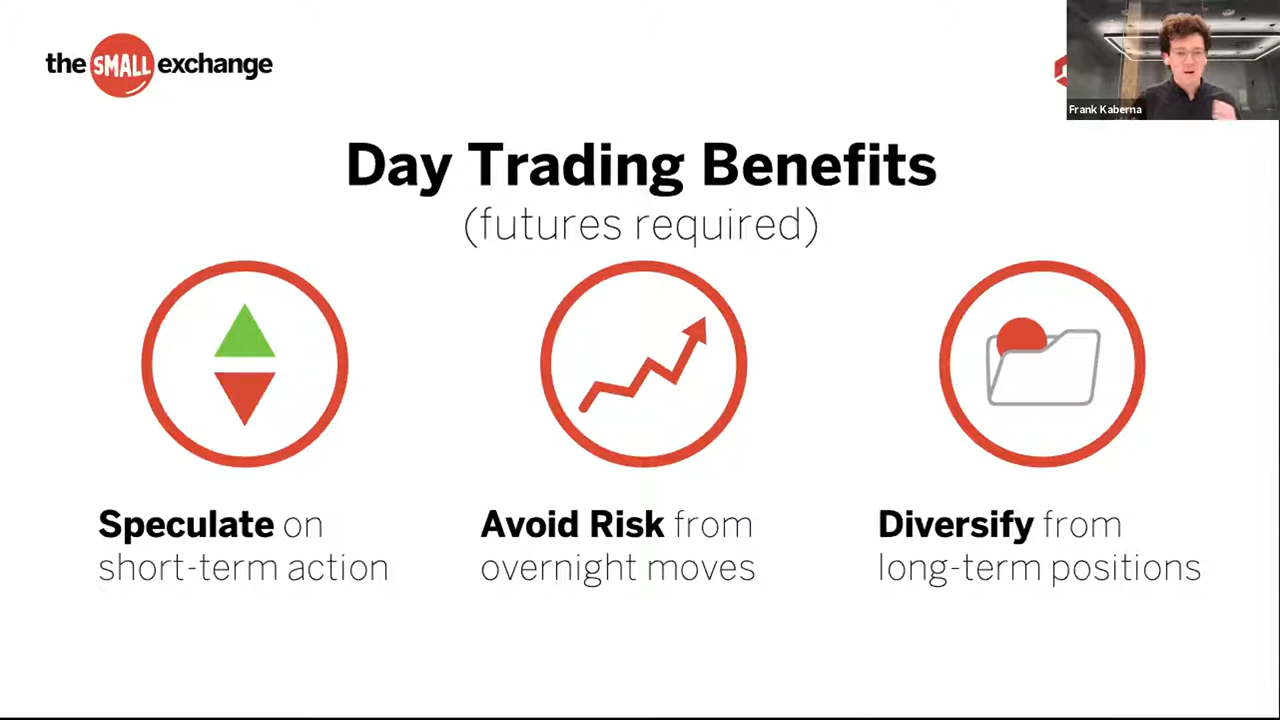 the SMALL exchange
Frank Kaberna
Day Trading Benefits
(futures required)
Speculate on
short-term action
Avoid Risk from
overnight moves
Diversify from
long-term positions